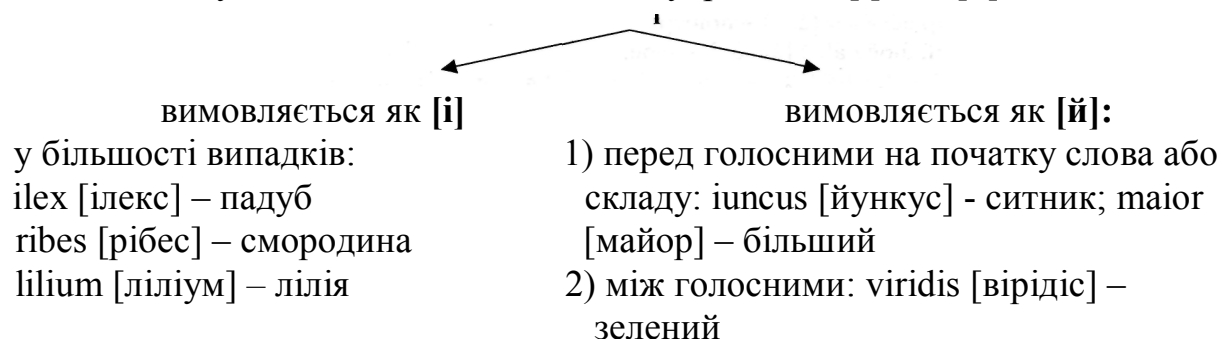 і
вимовляється як [і]
у більшості випадків:
ilex [ілекс] – падуб
ribes [рібес] – смородина
lilium [ліліум] – лілія
вимовляється як [й]:
1) перед голосними на початку слова або
складу: iuncus [йункус] - ситник; maior
[майор] – більший
2) між голосними: viridis [вірідіс] –
зелений